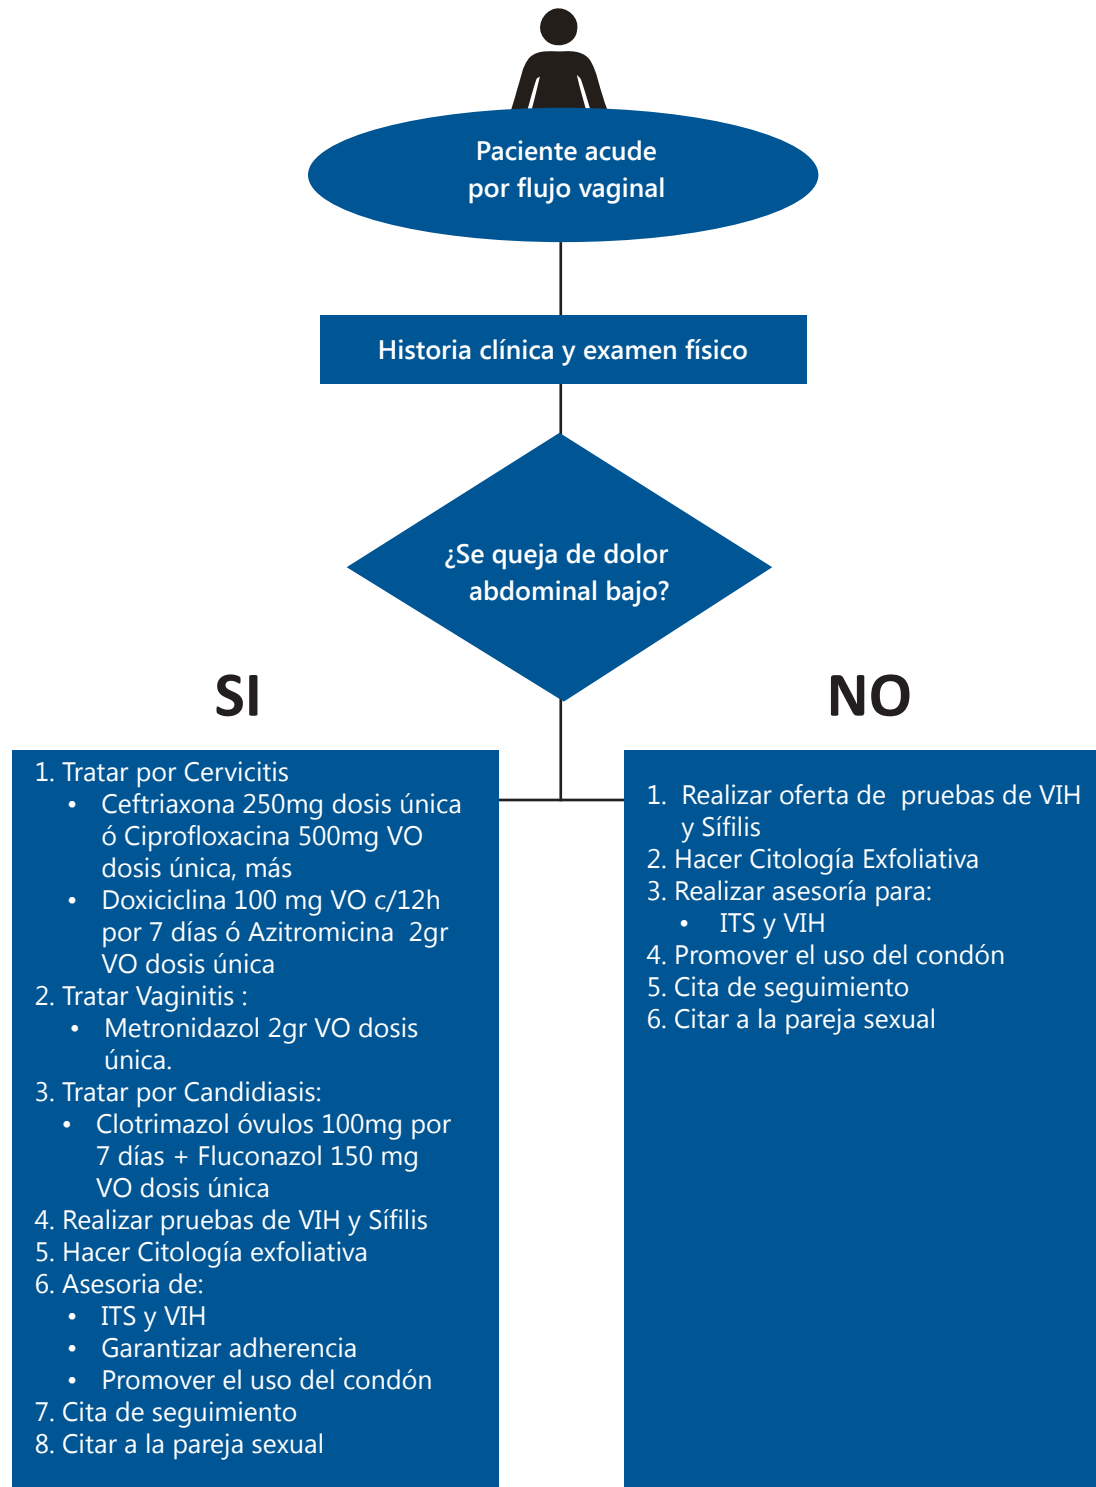 Paciente acude
por flujo vaginal
Historia clínica y examen físico
¿Se queja de dolor
abdominal bajo?
SI
NO
1. Tratar por Cervicitis
• Ceftriaxona 250mg dosis única
ó Ciprofloxacina 500mg VO
dosis única, más
• Doxiciclina 100 mg VO c/12h
por 7 días ó Azitromicina 2gr
VO dosis única
2. Tratar Vaginitis :
• Metronidazol 2gr VO dosis
única.
3. Tratar por Candidiasis:
• Clotrimazol óvulos 100mg por
7 días + Fluconazol 150 mg
VO dosis única
4. Realizar pruebas de VIH y Sífilis
5. Hacer Citología exfoliativa
6. Asesoria de:
• ITS y VIH
• Garantizar adherencia
• Promover el uso del condón
7. Cita de seguimiento
8. Citar a la pareja sexual
1. Realizar oferta de pruebas de VIH
y Sífilis
2. Hacer Citología Exfoliativa
3. Realizar asesoría para:
• ITS y VIH
4. Promover el uso del condón
5. Cita de seguimiento
6. Citar a la pareja sexual